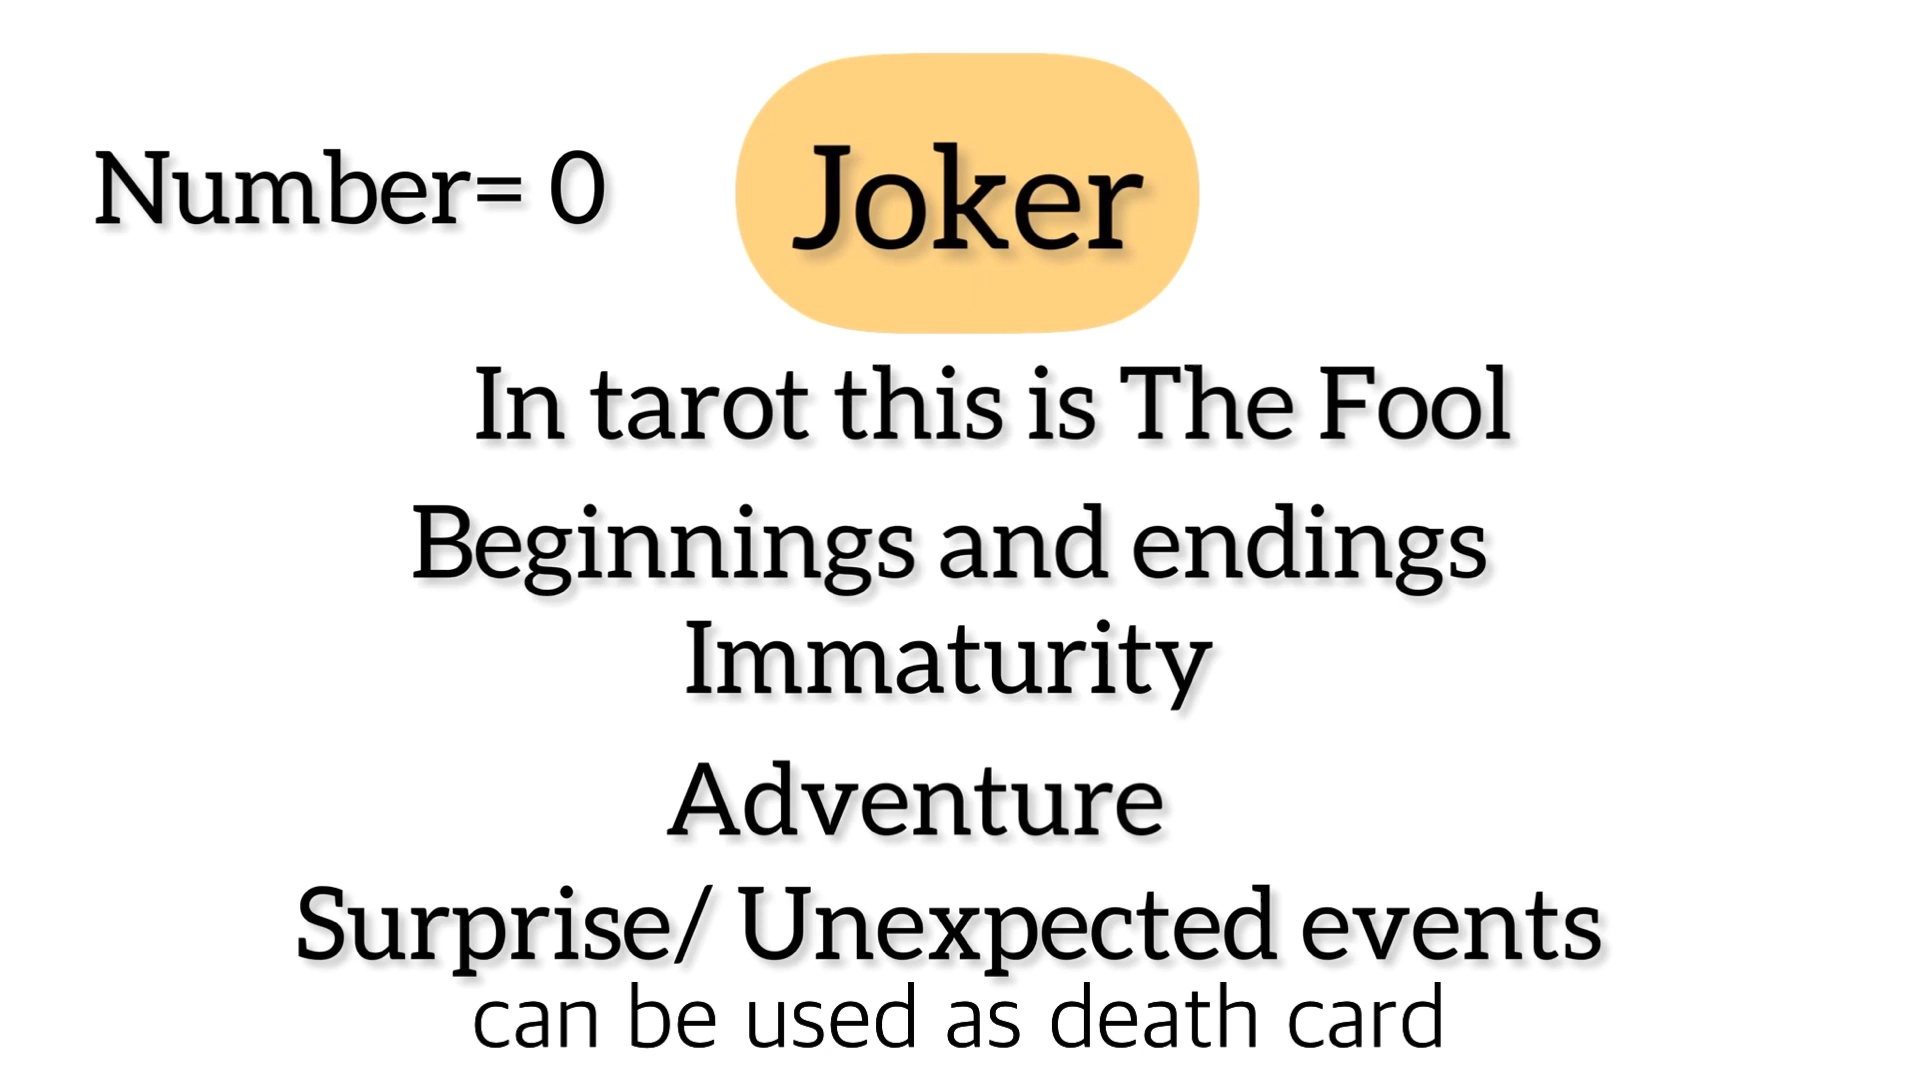 Number= 0
Joker
In tarot this is The Fool
Beginnings and endings
Immaturity
Adventure
Surprise/ Unexpected events
can be used as death card